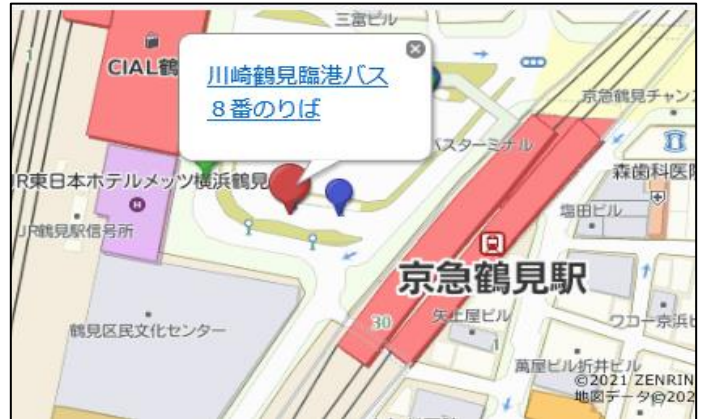 三富ビル
CIAL鶴
川崎鶴見臨港バス
８番のりば
京急鶴見チャン
バスターミナル
森歯科医院
JR東日本ホテルメッツ横浜鶴見
塩田ビル
JR鶴見駅信号所
京急鶴見駅
30
矢土屋ビル
ワコー京浜ビ
鶴見区民文化センター
1
萬屋ビル折井ビル
©2021 ZENRIN
地図データ©202